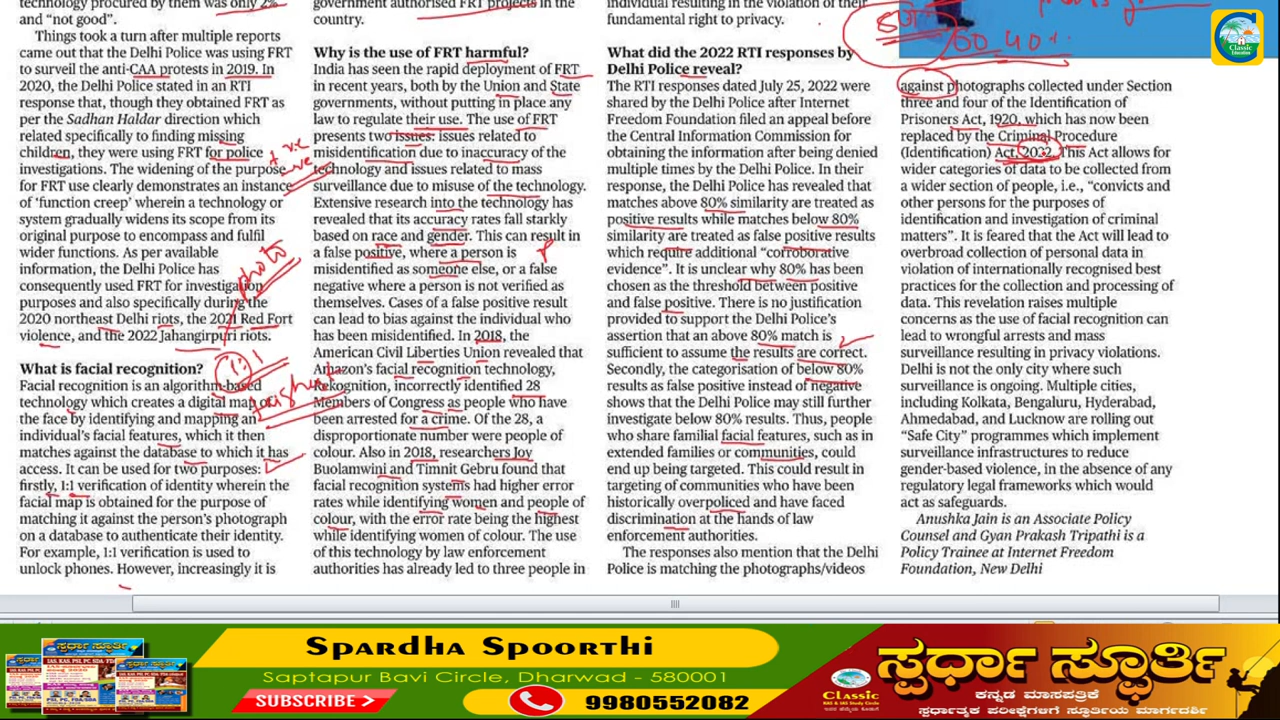 technology procured by them was only 2%
and “not good”.
Things took a turn after multiple reports
came out that the Delhi Police was using FRT
to surveil the anti-CAA protests in 2019. In
2020, the Delhi Police stated in an RTI
response that, though they obtained FRT as
per the Sadhan Haldar direction which
related specifically to finding missing
children, they were using FRT for police
investigations. The widening of the purpose
for FRT use clearly demonstrates an instance
of ‘function creep’ wherein a technology or
system gradually widens its scope from its
original purpose to encompass and fulfil
wider functions. As per available
information, the Delhi Police has
consequently used FRT for investigation
purposes and also specifically during the
2020 northeast Delhi riots, the 2021 Red Fort
violence, and the 2022 Jahangirpuri riots.
What is facial recognition?
Facial recognition is an algorithm-based
technology which creates a digital map of
the face by identifying and mapping an
individual’s facial features, which it then
matches against the database to which it has
access. It can be used for two purposes:
firstly, 1:1 verification of identity wherein the
facial map is obtained for the purpose of
matching it against the person’s photograph
on a database to authenticate their identity.
For example, 1:1 verification is used to
unlock phones. However, increasingly it is
photo
1:1
government authorised FRT projects in the
country.
Why is the use of FRT harmful?
India has seen the rapid deployment of FRT
in recent years, both by the Union and State
governments, without putting in place any
law to regulate their use. The use of FRT
presents two issues: issues related to
misidentification due to inaccuracy of the
technology and issues related to mass
surveillance due to misuse of the technology.
Extensive research into the technology has
revealed that its accuracy rates fall starkly
based on race and gender. This can result in
a false positive, where a person is
misidentified as someone else, or a false
negative where a person is not verified as
themselves. Cases of a false positive result
can lead to bias against the individual who
has been misidentified. In 2018, the
American Civil Liberties Union revealed that
Amazon’s facial recognition technology,
Rekognition, incorrectly identified 28
Members of Congress as people who have
been arrested for a crime. Of the 28, a
disproportionate number were people of
colour. Also in 2018, researchers Joy
Buolamwini and Timnit Gebru found that
facial recognition systems had higher error
rates while identifying women and people of
colour, with the error rate being the highest
while identifying women of colour. The use
of this technology by law enforcement
authorities has already led to three people in
individual resulting in the violation of their
fundamental right to privacy.
What did the 2022 RTI responses by
Delhi Police reveal?
The RTI responses dated July 25, 2022 were
shared by the Delhi Police after Internet
Freedom Foundation filed an appeal before
the Central Information Commission for
obtaining the information after being denied
multiple times by the Delhi Police. In their
response, the Delhi Police has revealed that
matches above 80% similarity are treated as
positive results while matches below 80%
similarity are treated as false positive results
which require additional “corroborative
evidence”. It is unclear why 80% has been
chosen as the threshold between positive
and false positive. There is no justification
provided to support the Delhi Police’s
assertion that an above 80% match is
sufficient to assume the results are correct.
Secondly, the categorisation of below 80%
results as false positive instead of negative
shows that the Delhi Police may still further
investigate below 80% results. Thus, people
who share familial facial features, such as in
extended families or communities, could
end up being targeted. This could result in
targeting of communities who have been
historically overpoliced and have faced
discrimination at the hands of law
enforcement authorities.
The responses also mention that the Delhi
Police is matching the photographs/videos
80%
60 40%
Classic
Education
against photographs collected under Section
three and four of the Identification of
Prisoners Act, 1920, which has now been
replaced by the Criminal Procedure
(Identification) Act, 2022. This Act allows for
wider categories of data to be collected from
a wider section of people, i.e., “convicts and
other persons for the purposes of
identification and investigation of criminal
matters”. It is feared that the Act will lead to
overbroad collection of personal data in
violation of internationally recognised best
practices for the collection and processing of
data. This revelation raises multiple
concerns as the use of facial recognition can
lead to wrongful arrests and mass
surveillance resulting in privacy violations.
Delhi is not the only city where such
surveillance is ongoing. Multiple cities,
including Kolkata, Bengaluru, Hyderabad,
Ahmedabad, and Lucknow are rolling out
“Safe City” programmes which implement
surveillance infrastructures to reduce
gender-based violence, in the absence of any
regulatory legal frameworks which would
act as safeguards.
Anushka Jain is an Associate Policy
Counsel and Gyan Prakash Tripathi is a
Policy Trainee at Internet Freedom
Foundation, New Delhi
ಸ್ಪರ್ಧಾ ಸ್ಫೂರ್ತಿ
Spardha Spoorthi
Saptapur Bavi Circle, Dharwad - 580001
SUBSCRIBE
9980552082
Classic
ಸ್ಪರ್ಧಾ ಸ್ಫೂರ್ತಿ
ಕನ್ನಡ ಮಾಸಪತ್ರಿಕೆ
ಸ್ಪರ್ಧಾತ್ಮಕ ಪರೀಕ್ಷೆಗಳಿಗೆ ಸ್ಫೂರ್ತಿಯ ಮಾರ್ಗದರ್ಶಿ